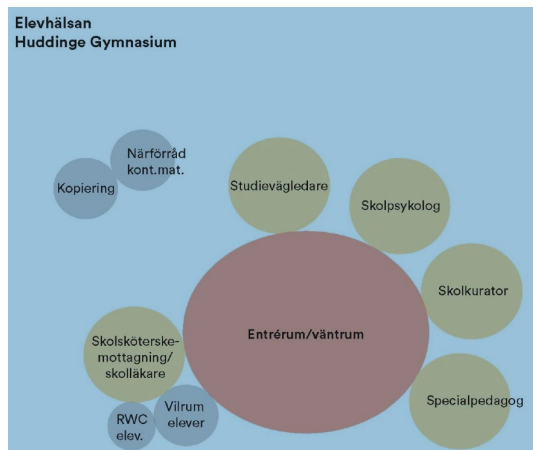 Elevhälsan
Huddinge Gymnasium
Närförråd
kont.mat.
Kopiering
Studievägledare
Skolpsykolog
Skolkurator
Entrérum/väntrum
Skolsköterske-
mottagning/
skolläkare
Specialpedagog
Vilrum
elever
RWC
elev.